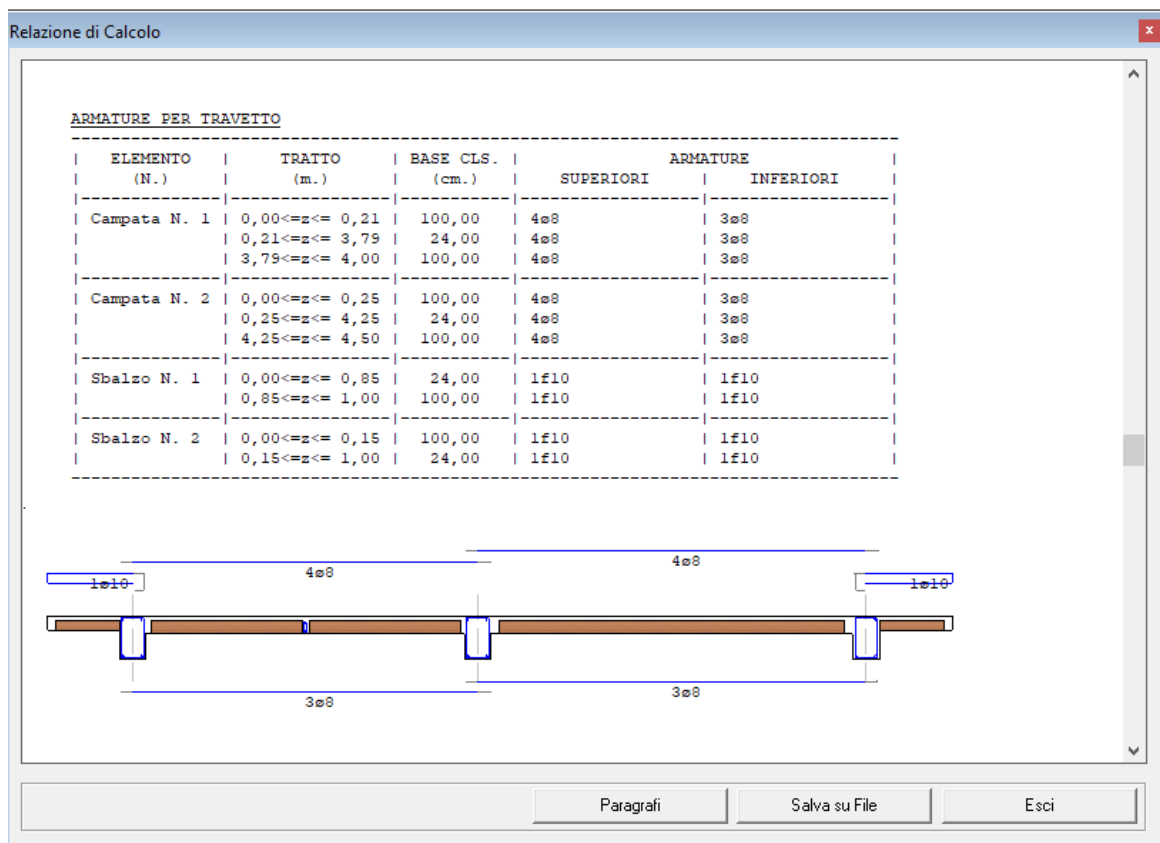 Relazione di Calcolo
x
ARMATURE PER TRAVETTO
-----------------------------------------------------------------------------------
| ELEMENTO | TRATTO | BASE CLS. | ARMATURE |
| (N.) | (m.) | (cm.) | SUPERIORI | INFERIORI |
|--------------|----------------|-----------|------------------|------------------|
| Campata N. 1 | 0,00<=z<= 0,21 | 100,00 | 4ø8 | 3ø8 |
| | 0,21<=z<= 3,79 | 24,00 | 4ø8 | 3ø8 |
| | 3,79<=z<= 4,00 | 100,00 | 4ø8 | 3ø8 |
|--------------|----------------|-----------|------------------|------------------|
| Campata N. 2 | 0,00<=z<= 0,25 | 100,00 | 4ø8 | 3ø8 |
| | 0,25<=z<= 4,25 | 24,00 | 4ø8 | 3ø8 |
| | 4,25<=z<= 4,50 | 100,00 | 4ø8 | 3ø8 |
|--------------|----------------|-----------|------------------|------------------|
| Sbalzo N. 1 | 0,00<=z<= 0,85 | 24,00 | 1f10 | 1f10 |
| | 0,85<=z<= 1,00 | 100,00 | 1f10 | 1f10 |
|--------------|----------------|-----------|------------------|------------------|
| Sbalzo N. 2 | 0,00<=z<= 0,15 | 100,00 | 1f10 | 1f10 |
| | 0,15<=z<= 1,00 | 24,00 | 1f10 | 1f10 |
-----------------------------------------------------------------------------------
.
4ø8
4ø8
1ø10
1ø10
3ø8
3ø8
Paragrafi
Salva su File
Esci